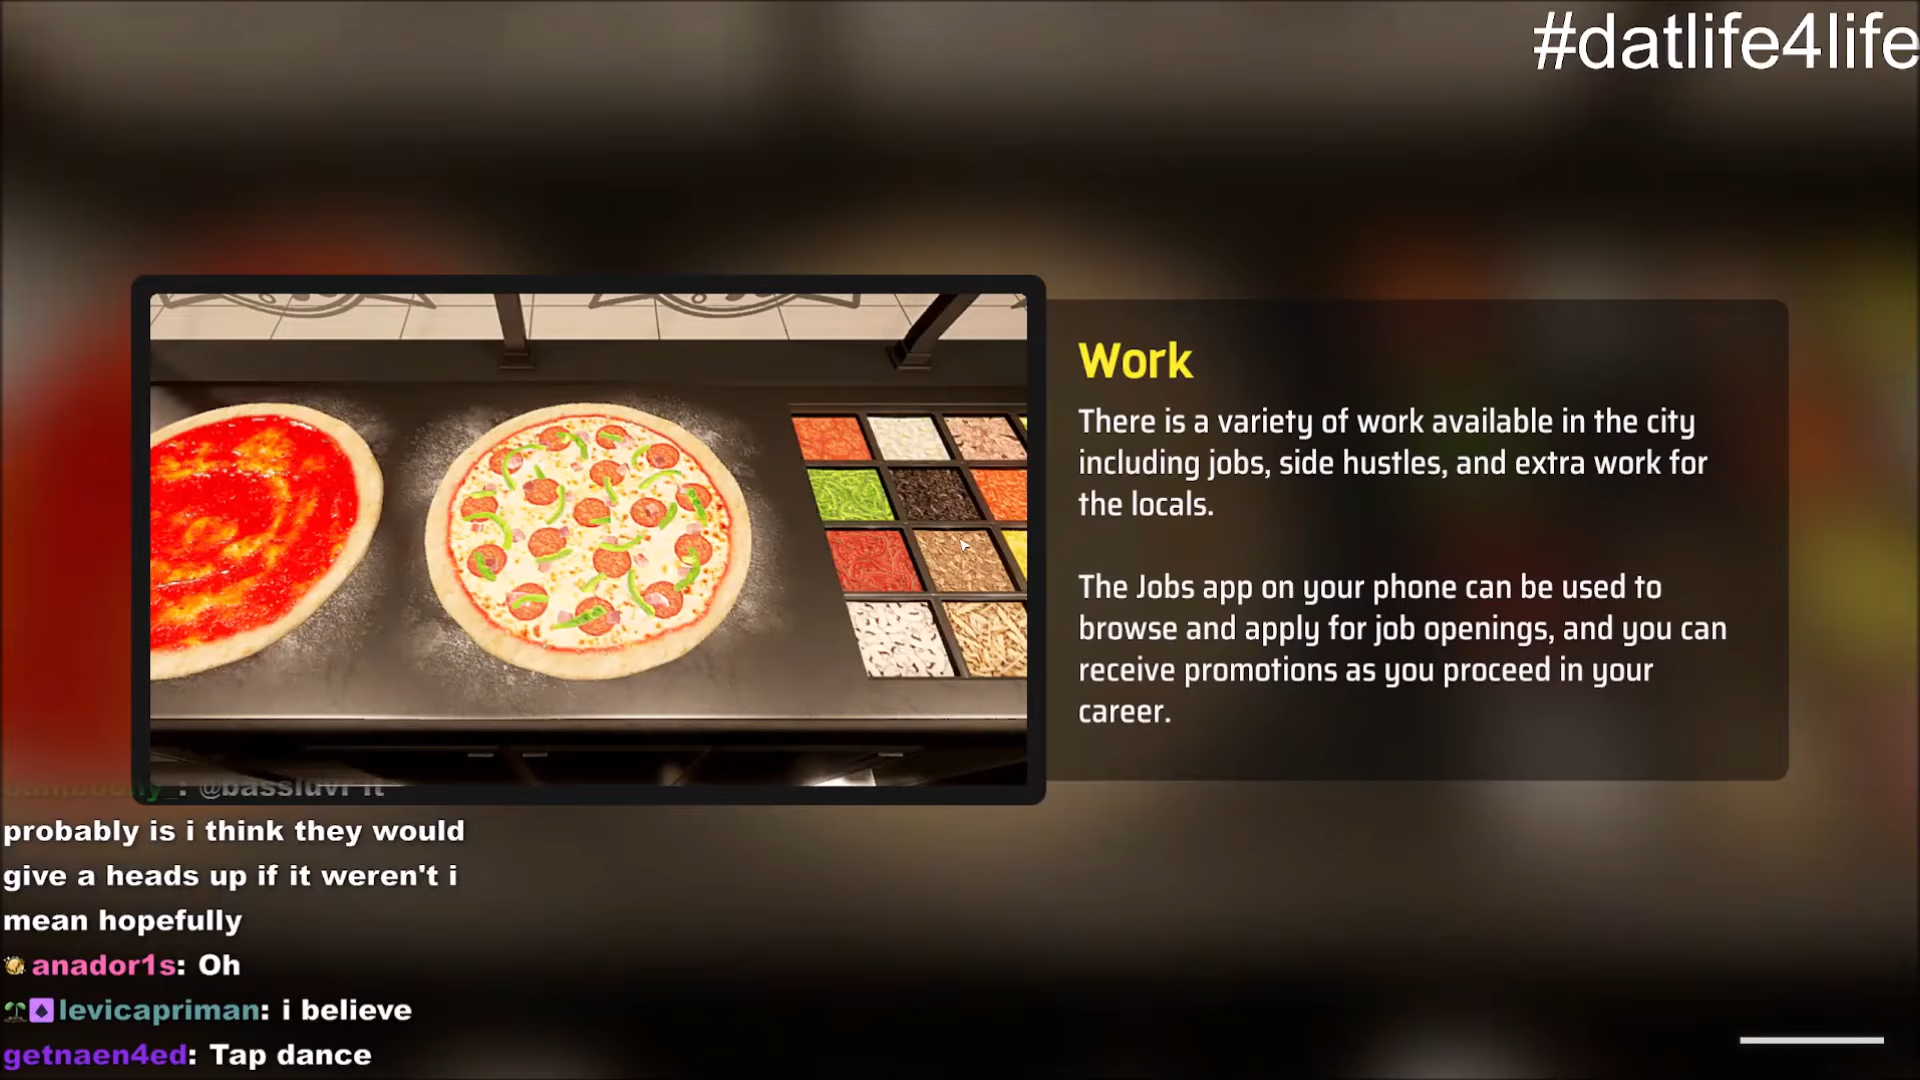 #datlife4life
Work
There is a variety of work available in the city
including jobs, side hustles, and extra work for
the locals.
The Jobs app on your phone can be used to
browse and apply for job openings, and you can
receive promotions as you proceed in your
career.
: @bassluvr it
probably is i think they would
give a heads up if it weren't i
mean hopefully
anador1s: Oh
levicapriman: i believe
getnaen4ed: Tap dance